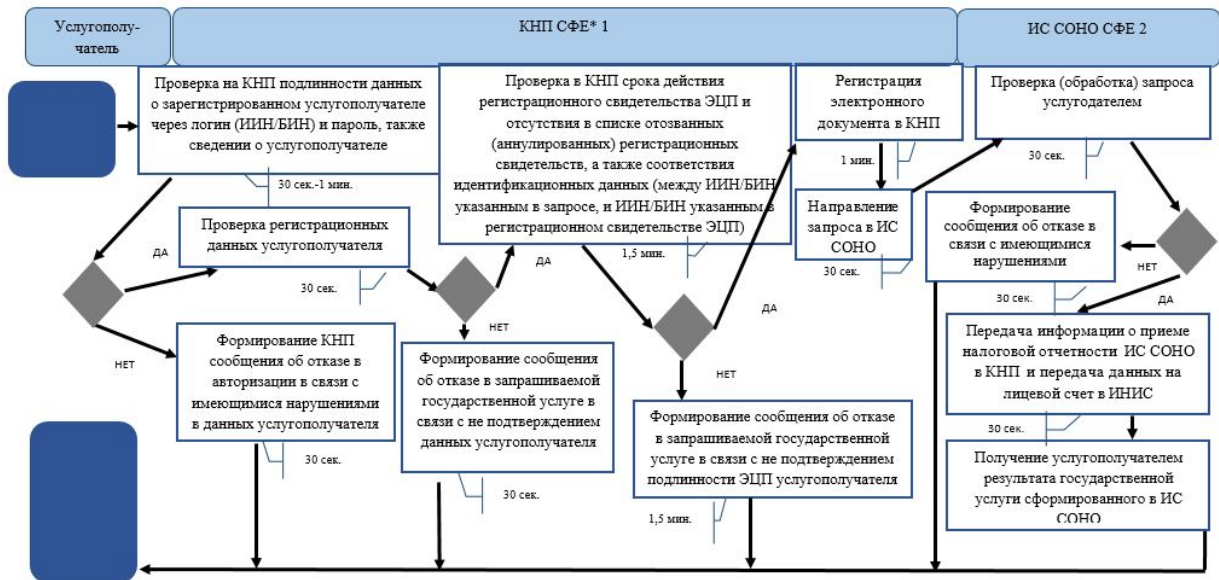 Услугополу-
чатель
КНП СФЕ* 1
ИС СОНО СФЕ 2
Проверка на КНП подлинности данных
о зарегистрированном услугополучателе
через логин (ИИН/БИН) и пароль, также
сведении о услугополучателе
30 сек.-1 мин.
Проверка регистрационных
данных услугополучателя
ДА
30 сек.
НЕТ
Формирование КНП
сообщения об отказе в
авторизации в связи с
имеющимися нарушениями
в данных услугополучателя
30 сек.
Проверка в КНП срока действия
регистрационного свидетельства ЭЦП и
отсутствия в списке отозванных
(аннулированных) регистрационных
свидетельств, а также соответствия
идентификационных данных (между ИИН/БИН
указанным в запросе, и ИИН/БИН указанным в
регистрационном свидетельстве ЭЦП)
ДА
1,5 мин.
НЕТ
Формирование сообщения
об отказе в запрашиваемой
государственной услуге в
связи с не подтверждением
данных услугополучателя
30 сек.
ДА
НЕТ
Формирование сообщения об отказе
в запрашиваемой государственной
услуге в связи с не подтверждением
подлинности ЭЦП услугополучателя
1,5 мин.
Регистрация
электронного
документа в КНП
1 мин.
Направление
запроса в ИС
СОНО
30 сек.
Проверка (обработка) запроса
услугодателем
30 сек.
Формирование
сообщения об отказе в
связи с имеющимися
нарушениями
НЕТ
30 сек.
ДА
Передача информации о приеме
налоговой отчетности ИС СОНО
в КНП и передача данных на
лицевой счет в ИНИС
30 сек.
Получение услугополучателем
результата государственной
услуги сформированного в ИС
СОНО